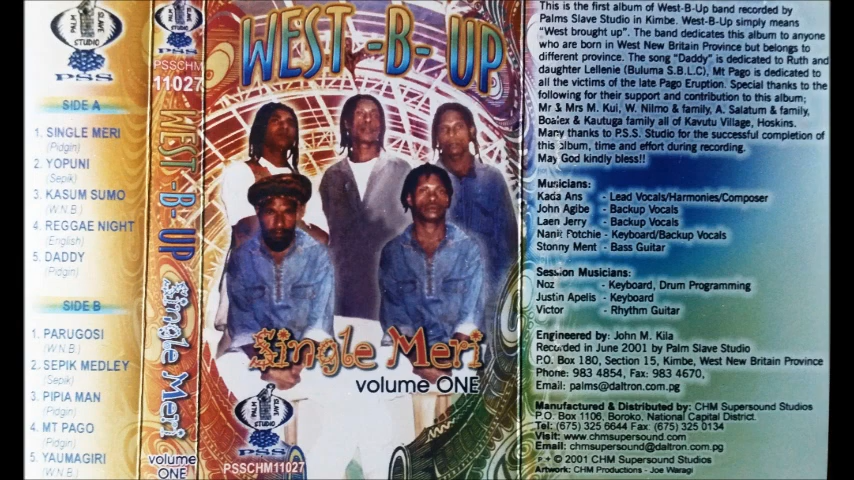 PALM SLAVE
STUDIO
PSS
SIDE A
1. SINGLE MERI
(Pidgin)
2. YOPUNI
(Sepik)
3. KASUM SUMO
(W.N.B.)
4. REGGAE NIGHT
(English)
5. DADDY
(Pidgin)
SIDE B
1. PARUGOSI
(W.N.B.)
2. SEPIK MEDLEY
(Sepik)
3. PIPIA MAN
(Pidgin)
4. MT PAGO
(Pidgin)
5. YAUMAGIRI
(W.N.B.)
PALM SLAVE
STUDIO
PSS
PSSCHM
11027
WEST -B- UP
Single Meri
volume
ONE
WEST -B- UP
Single Meri
volume ONE
PALM SLAVE
STUDIO
PSS
PSSCHM11027
This is the first album of West-B-Up band recorded by
Palms Slave Studio in Kimbe. West-B-Up simply means
"West brought up". The band dedicates this album to anyone
who are born in West New Britain Province but belongs to
different province. The song "Daddy" is dedicated to Ruth and
daughter Lellenie (Buluma S.B.L.C), Mt Pago is dedicated to
all the victims of the late Pago Eruption. Special thanks to the
following for their support and contribution to this album;
Mr & Mrs M. Kui, W. Nilmo & family, A. Salatum & family,
Boalex & Kautuga family all of Kavutu Village, Hoskins.
Many thanks to P.S.S. Studio for the successful completion of
this album, time and effort during recording.
May God kindly bless!!
Musicians:
Kada Ans - Lead Vocals/Harmonies/Composer
John Agibe - Backup Vocals
Laen Jerry - Backup Vocals
Nanik Potchie - Keyboard/Backup Vocals
Stonny Ment - Bass Guitar
Session Musicians:
Noz - Keyboard, Drum Programming
Justin Apelis - Keyboard
Victor - Rhythm Guitar
Engineered by: John M. Kila
Recorded in June 2001 by Palm Slave Studio
P.O. Box 180, Section 15, Kimbe, West New Britain Province
Phone: 983 4854, Fax: 983 4670,
Email: palms@daltron.com.pg
Manufactured & Distributed by: CHM Supersound Studios
P.O. Box 1106, Boroko, National Capital District
Tel: (675) 325 6644 Fax: (675) 325 0134
Visit: www.chmsupersound.com
Email: chmsupersound@daltron.com.pg
P + © 2001 CHM Supersound Studios
Artwork: CHM Productions - Joe Waragi